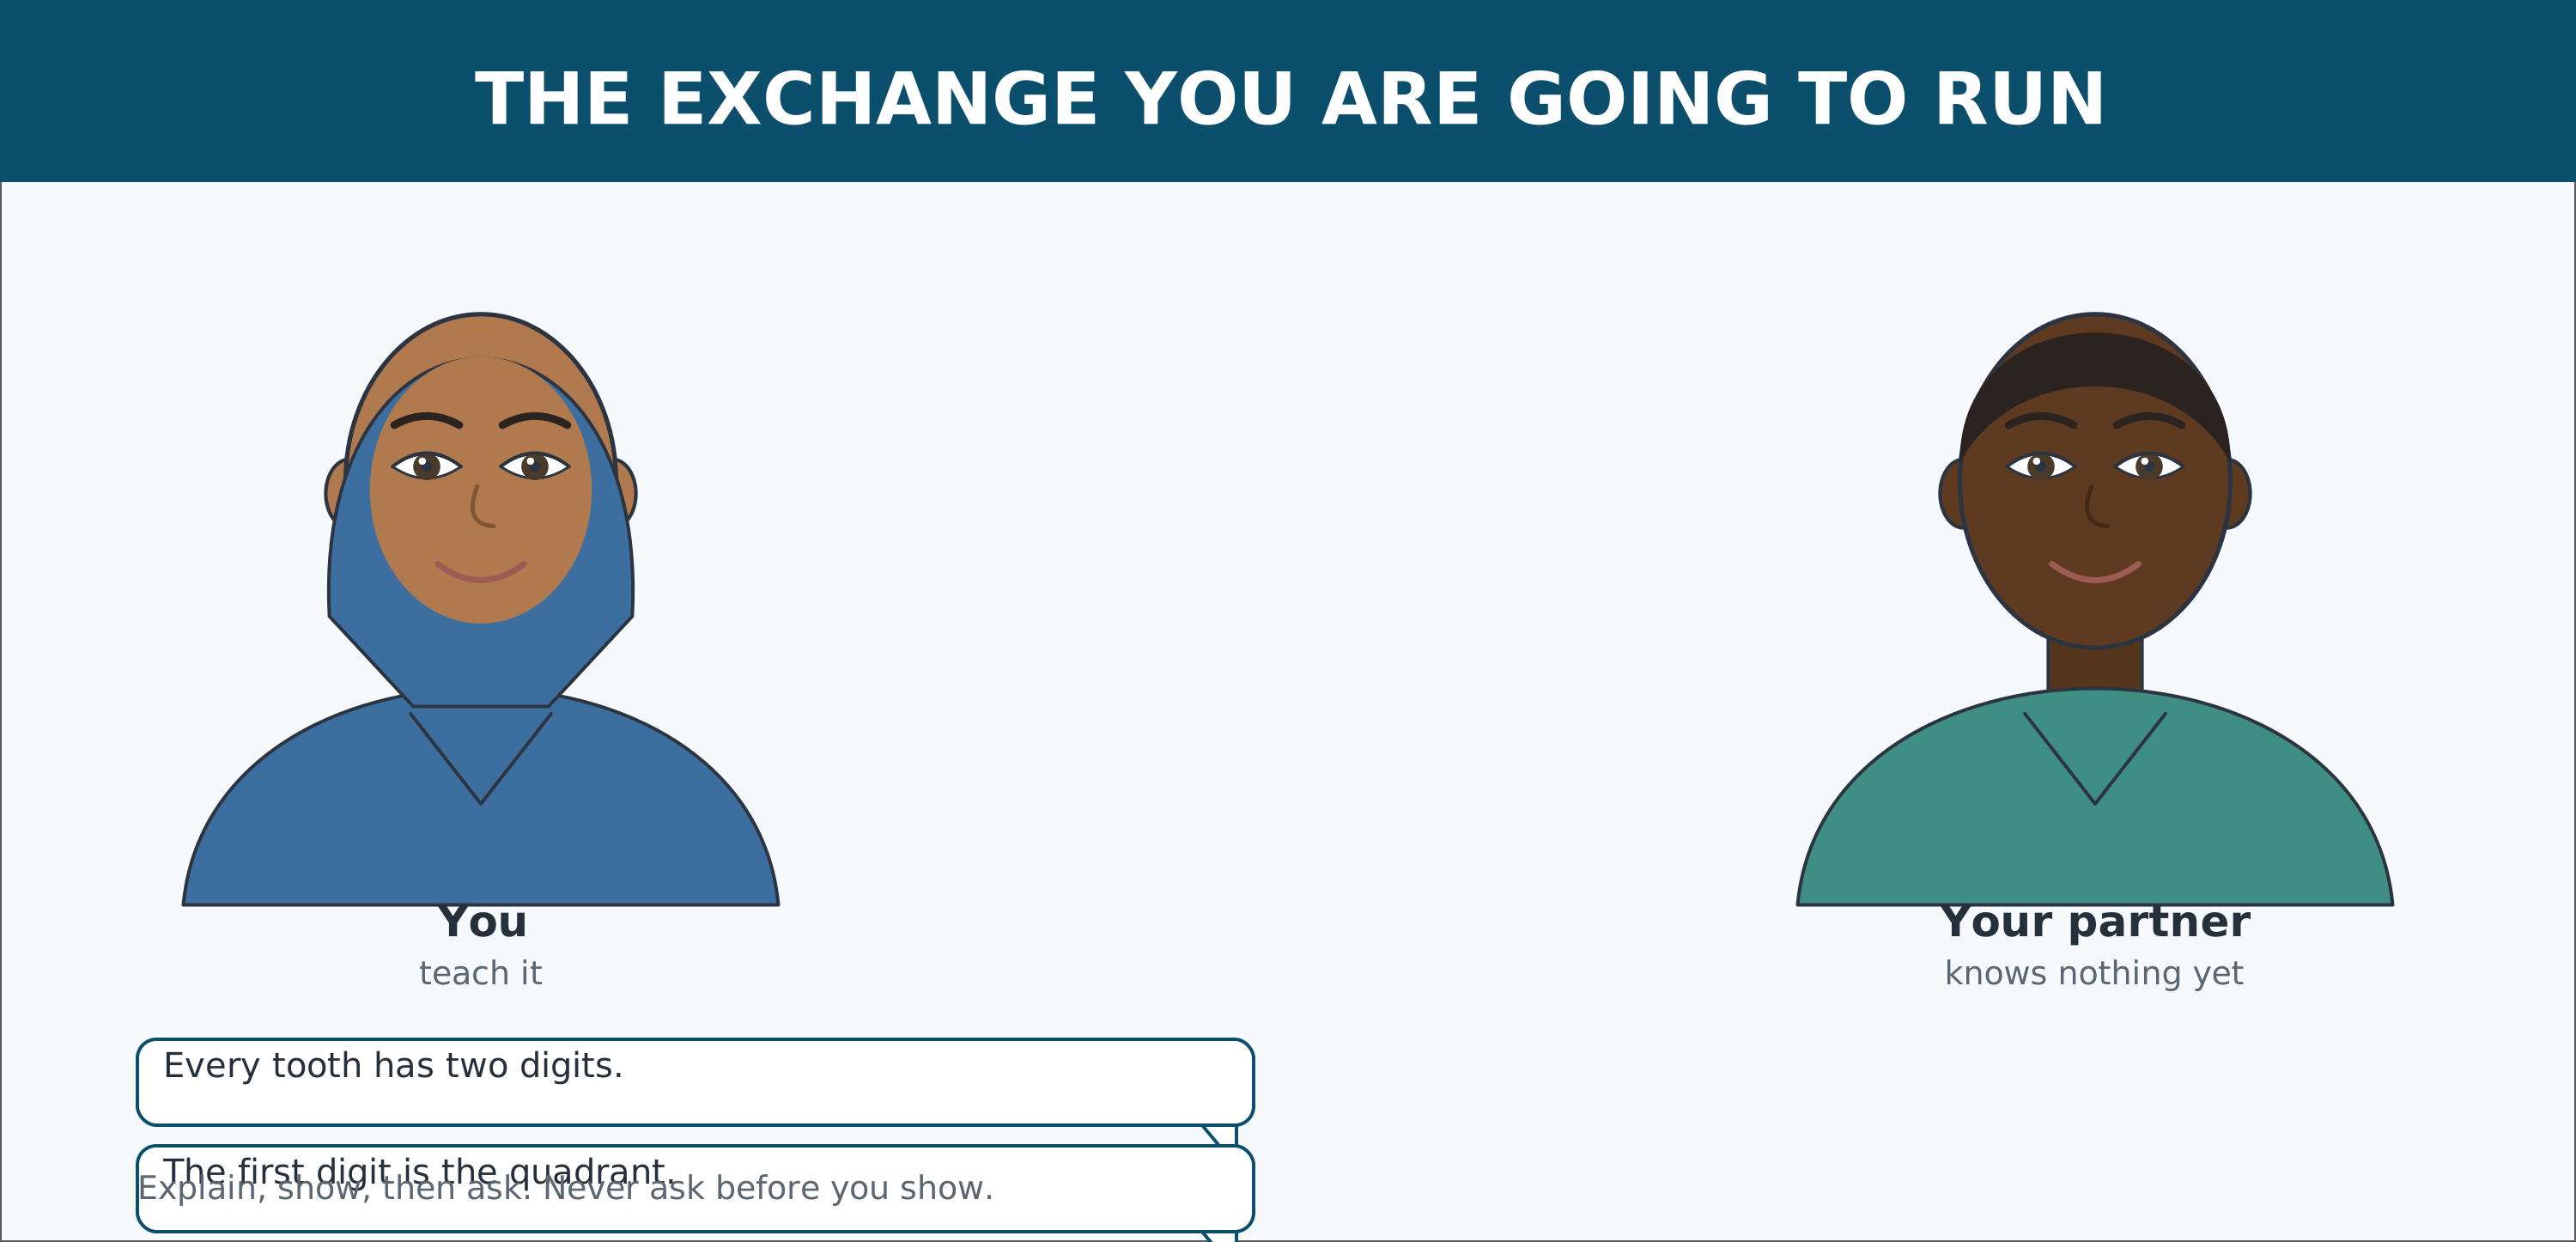 THE EXCHANGE YOU ARE GOING TO RUN
You
teach it
Your partner
knows nothing yet
Every tooth has two digits.
The first digit is the quadrant.
Explain, show, then ask. Never ask before you show.